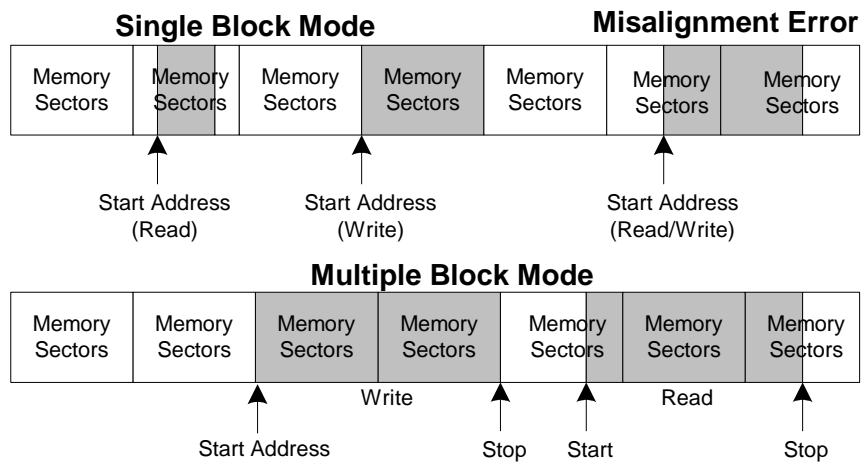 Single Block Mode
Misalignment Error
Memory Memory Memory Memory Memory Memory Memory
Sectors Sectors Sectors Sectors Sectors Sectors Sectors
Start Address Start Address Start Address
(Read) (Write) (Read/Write)
Multiple Block Mode
Memory Memory Memory Memory Memory Memory Memory
Sectors Sectors Sectors Sectors Sectors Sectors Sectors
Write Read
Start Address Stop Start Stop